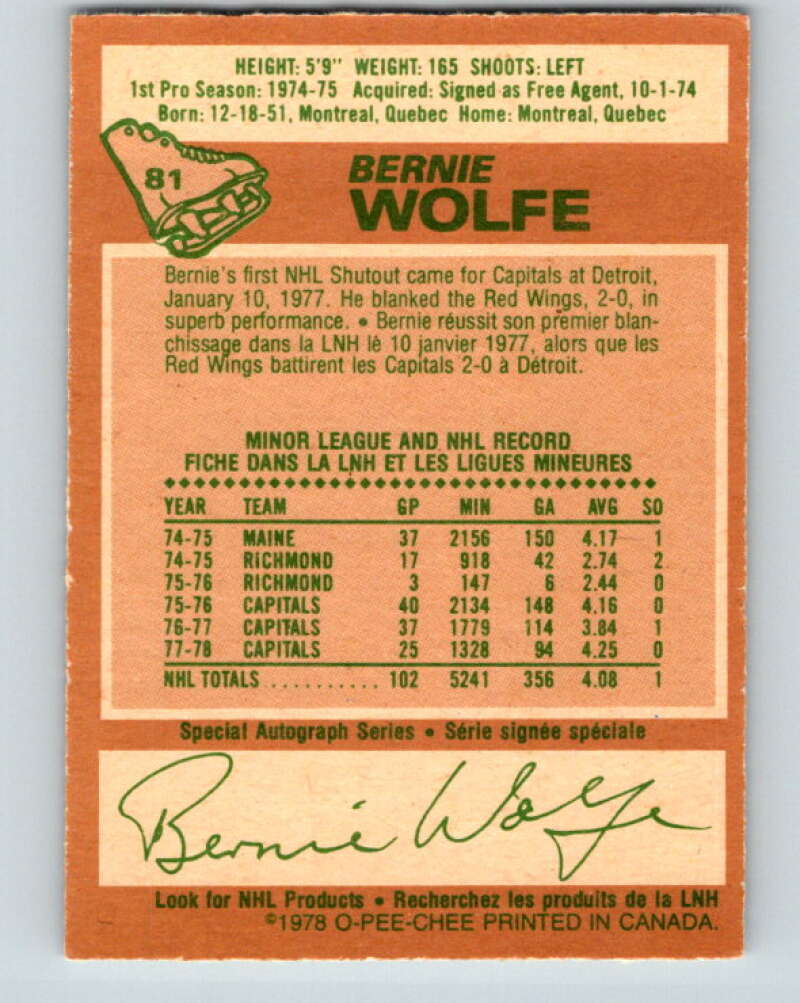 HEIGHT: 5'9" WEIGHT: 165 SHOOTS: LEFT
1st Pro Season: 1974-75 Acquired: Signed as Free Agent, 10-1-74
Born: 12-18-51, Montreal, Quebec Home: Montreal, Quebec
81
BERNIE
WOLFE
Bernie's first NHL Shutout came for Capitals at Detroit,
January 10, 1977. He blanked the Red Wings, 2-0, in
superb performance. • Bernie réussit son premier blan-
chissage dans la LNH lè 10 janvier 1977, alors que les
Red Wings battirent les Capitals 2-0 à Détroit.
MINOR LEAGUE AND NHL RECORD
FICHE DANS LA LNH ET LES LIGUES MINEURES
YEAR TEAM GP MIN GA AVG SO
74-75 MAINE 37 2156 150 4.17 1
74-75 RICHMOND 17 918 42 2.74 2
75-76 RICHMOND 3 147 6 2.44 0
75-76 CAPITALS 40 2134 148 4.16 0
76-77 CAPITALS 37 1779 114 3.84 1
77-78 CAPITALS 25 1328 94 4.25 0
NHL TOTALS ........... 102 5241 356 4.08 1
Special Autograph Series • Série signée spéciale
Bernie Wolfe
Look for NHL Products • Recherchez les produits de la LNH
©1978 O-PEE-CHEE PRINTED IN CANADA.